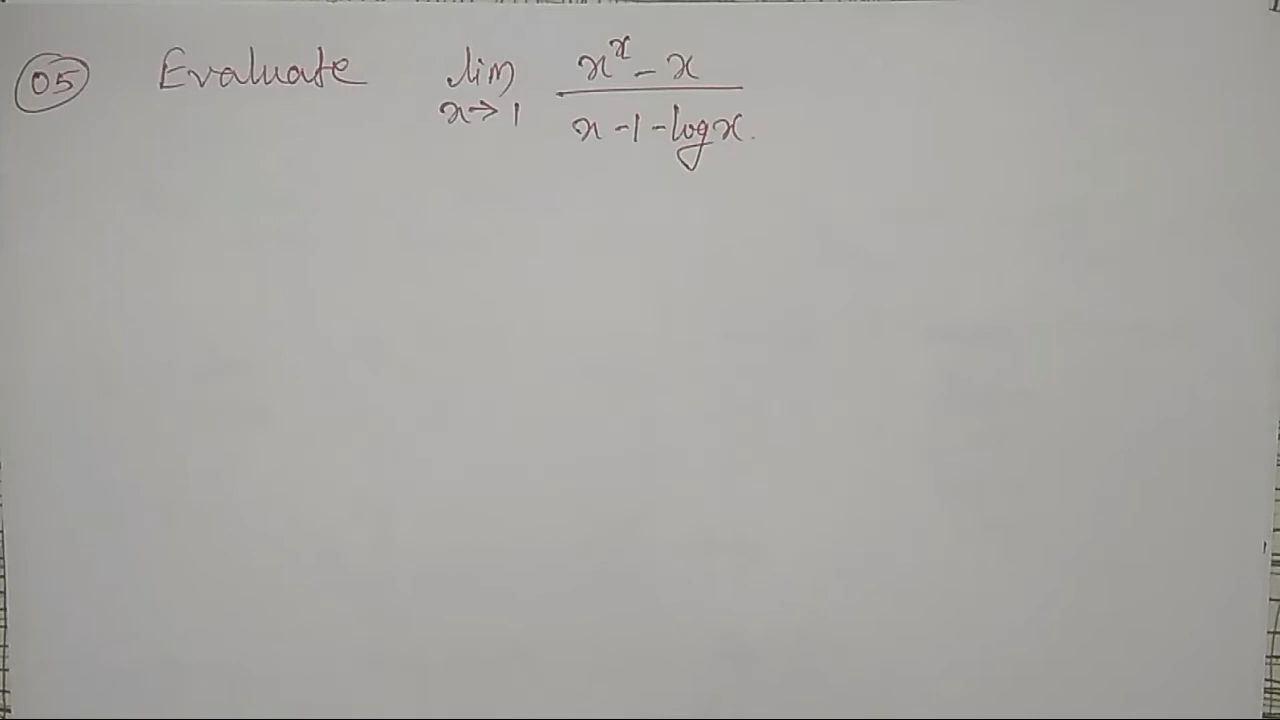 05 Evaluate lim x→1 (x^x - x)/(x - 1 - log x).